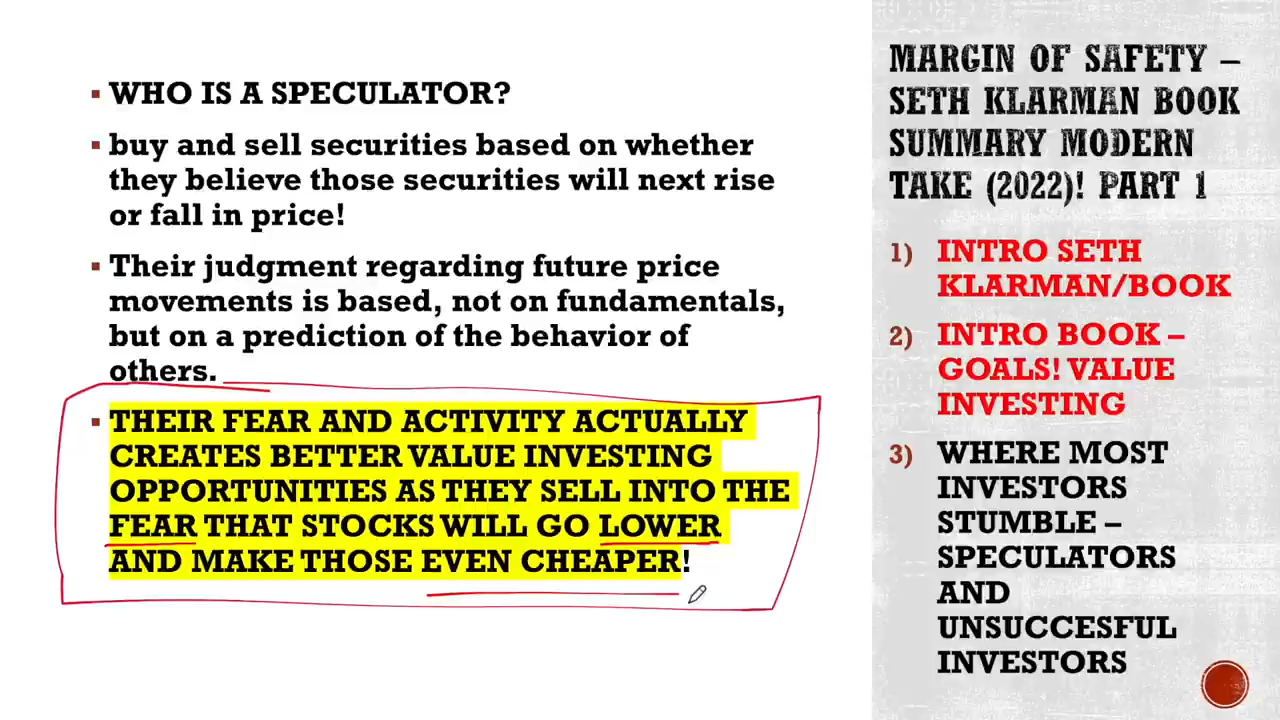 WHO IS A SPECULATOR?
buy and sell securities based on whether
they believe those securities will next rise
or fall in price!
Their judgment regarding future price
movements is based, not on fundamentals,
but on a prediction of the behavior of
others.
THEIR FEAR AND ACTIVITY ACTUALLY
CREATES BETTER VALUE INVESTING
OPPORTUNITIES AS THEY SELL INTO THE
FEAR THAT STOCKS WILL GO LOWER
AND MAKE THOSE EVEN CHEAPER!
MARGIN OF SAFETY –
SETH KLARMAN BOOK
SUMMARY MODERN
TAKE (2022)! PART 1
1) INTRO SETH
KLARMAN/BOOK
2) INTRO BOOK –
GOALS! VALUE
INVESTING
3) WHERE MOST
INVESTORS
STUMBLE –
SPECULATORS
AND
UNSUCCESFUL
INVESTORS